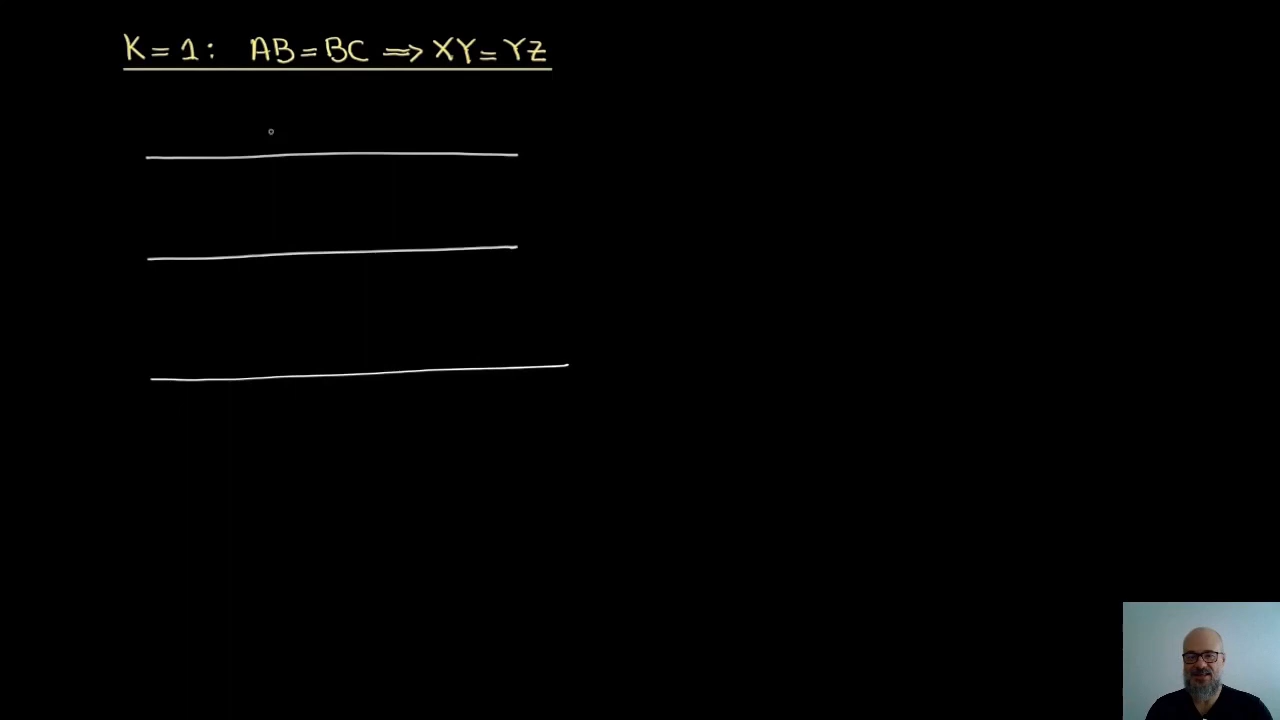 K = 1 : AB = BC ⇒ XY = YZ